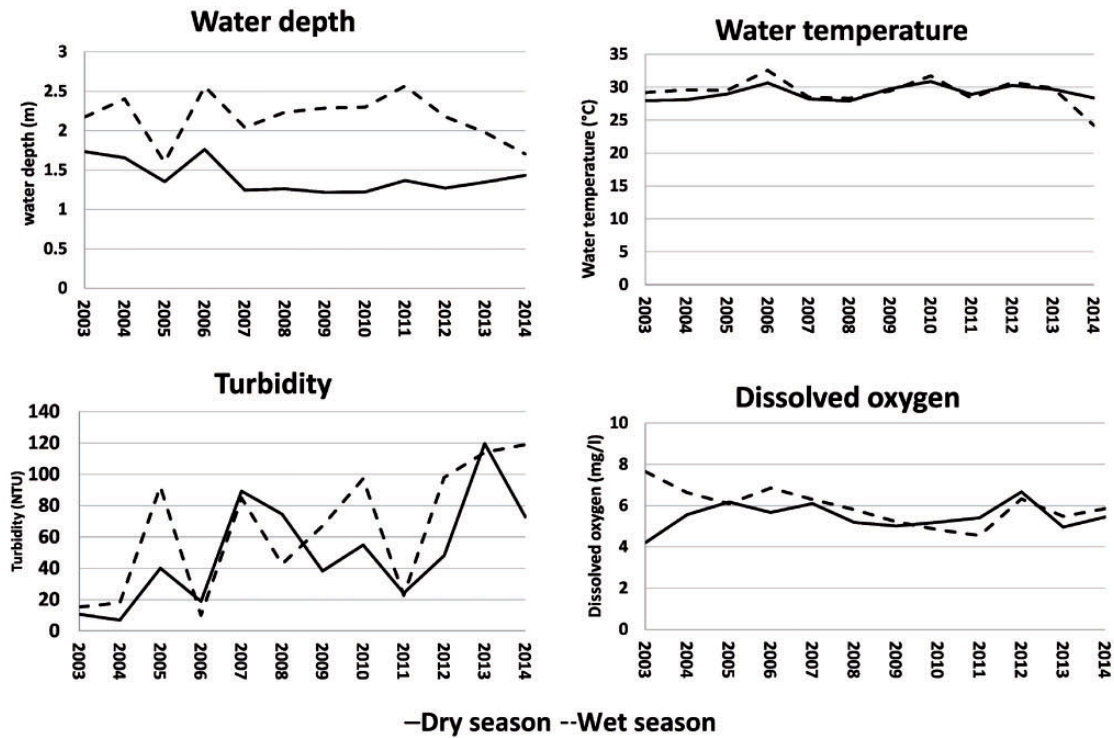 Water depth
water depth (m)
3
2.5
2
1.5
1
0.5
0
2003 2004 2005 2006 2007 2008 2009 2010 2011 2012 2013 2014
Water temperature
Water temperature (°C)
35
30
25
20
15
10
5
0
2003 2004 2005 2006 2007 2008 2009 2010 2011 2012 2013 2014
Turbidity
Turbidity (NTU)
140
120
100
80
60
40
20
0
2003 2004 2005 2006 2007 2008 2009 2010 2011 2012 2013 2014
Dissolved oxygen
Dissolved oxygen (mg/l)
10
8
6
4
2
0
2003 2004 2005 2006 2007 2008 2009 2010 2011 2012 2013 2014
—Dry season --Wet season